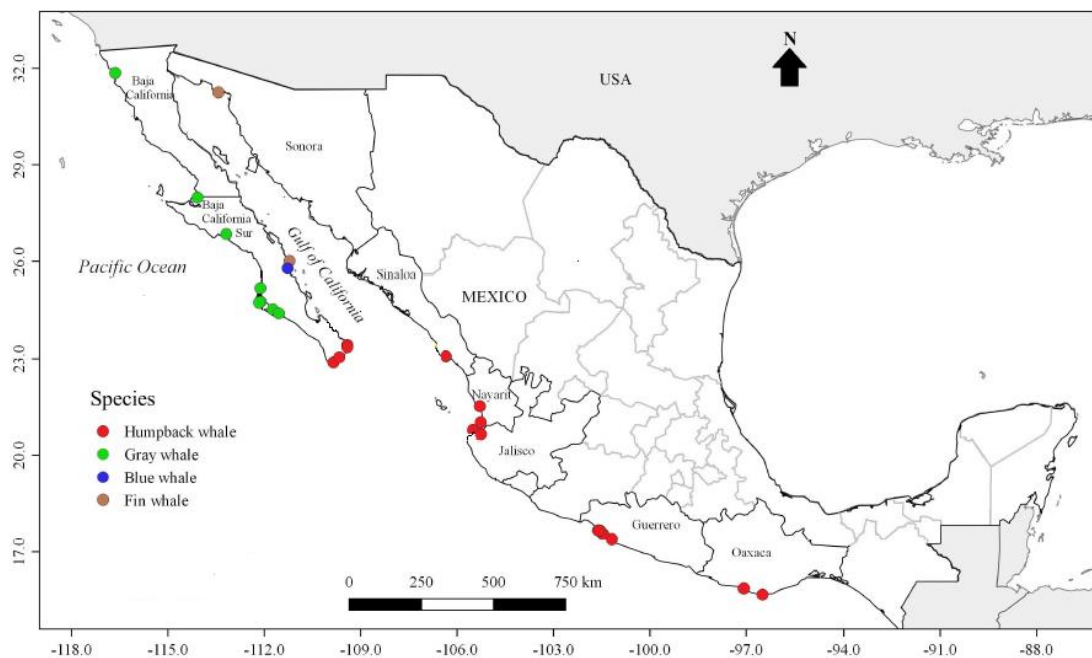 N
USA
Baja
California
Sonora
Baja
California
Sur
Gulf of California
Pacific Ocean
Sinaloa
MEXICO
Nayarit
Jalisco
Guerrero
Oaxaca
Species
Humpback whale
Gray whale
Blue whale
Fin whale
0 250 500 750 km
32.0
29.0
26.0
23.0
20.0
17.0
-118.0 -115.0 -112.0 -109.0 -106.0 -103.0 -100.0 -97.0 -94.0 -91.0 -88.0